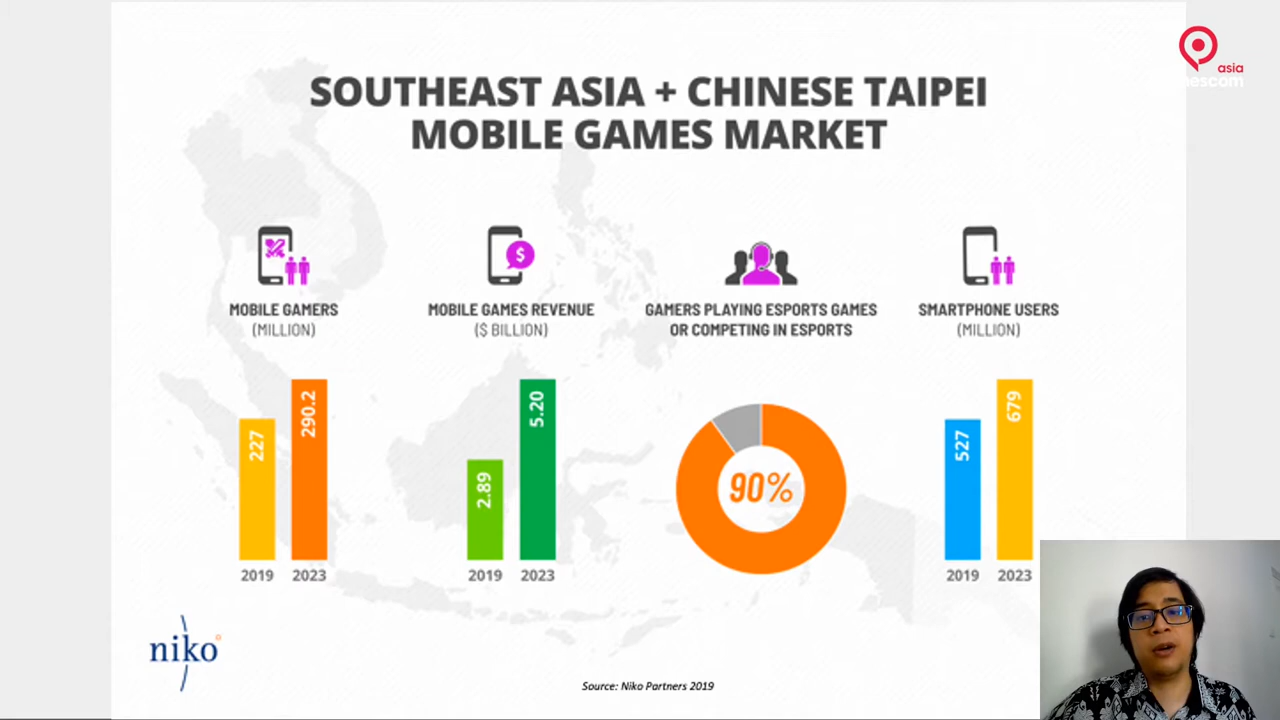 asia
SOUTHEAST ASIA + CHINESE TAIPEI
MOBILE GAMES MARKET
MOBILE GAMERS
(MILLION)
227
290.2
2019 2023
MOBILE GAMES REVENUE
($ BILLION)
2.89
5.20
2019 2023
GAMERS PLAYING ESPORTS GAMES
OR COMPETING IN ESPORTS
90%
SMARTPHONE USERS
(MILLION)
527
679
2019 2023
niko
Source: Niko Partners 2019